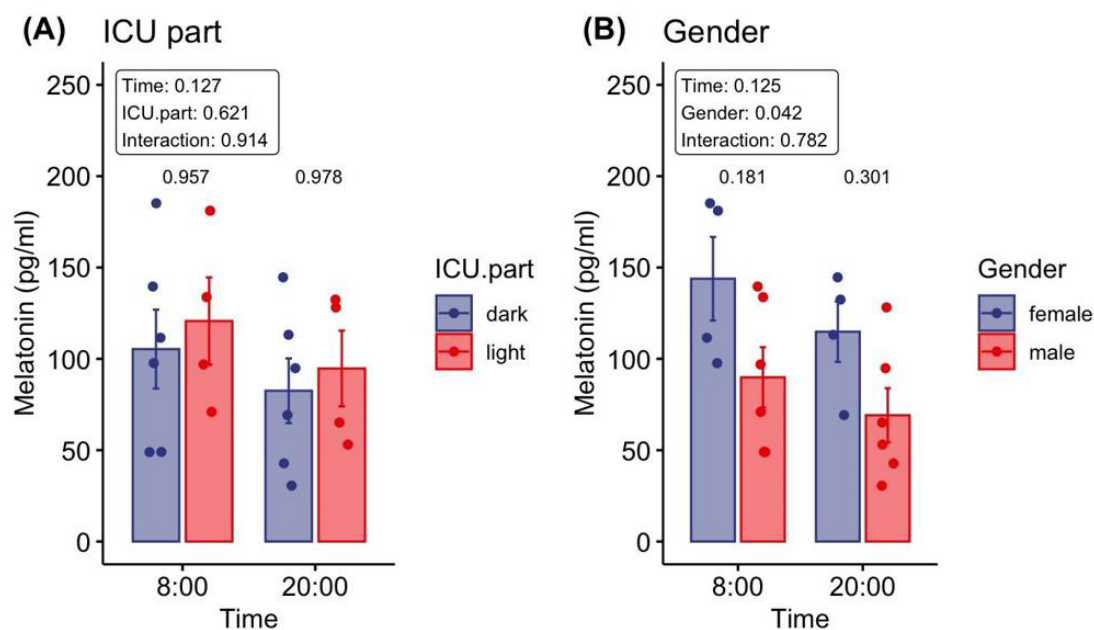 (A) ICU part
250
200
150
100
50
0
Melatonin (pg/ml)
Time: 0.127
ICU.part: 0.621
Interaction: 0.914
0.957 0.978
8:00 20:00
Time
ICU.part
dark
light
(B) Gender
250
200
150
100
50
0
Melatonin (pg/ml)
Time: 0.125
Gender: 0.042
Interaction: 0.782
0.181 0.301
8:00 20:00
Time
Gender
female
male